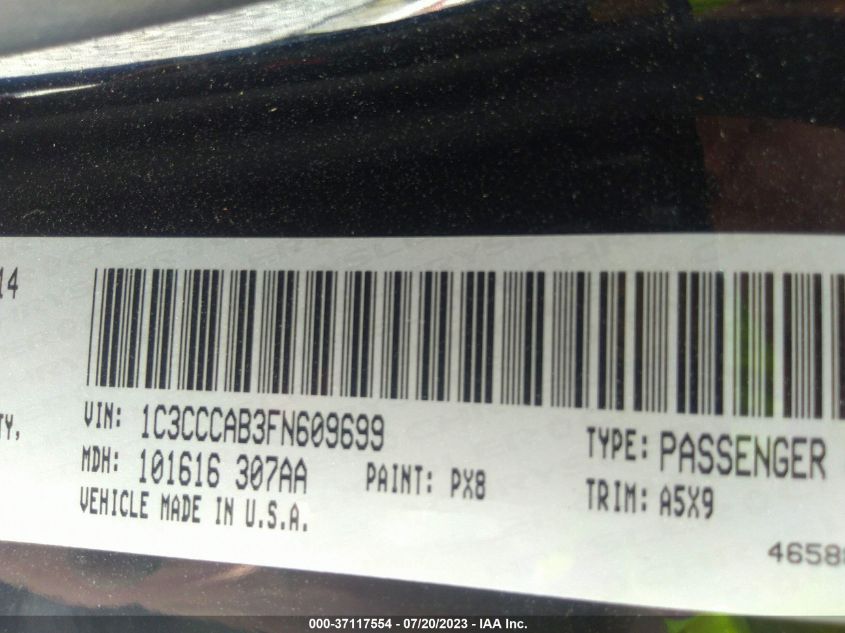 14
TY,
VIN: 1C3CCCAB3FN609699
TYPE: PASSENGER
MDH: 101616 307AA
PAINT: PX8
TRIM: A5X9
VEHICLE MADE IN U.S.A.
4658
000-37117554 - 07/20/2023 - IAA Inc.